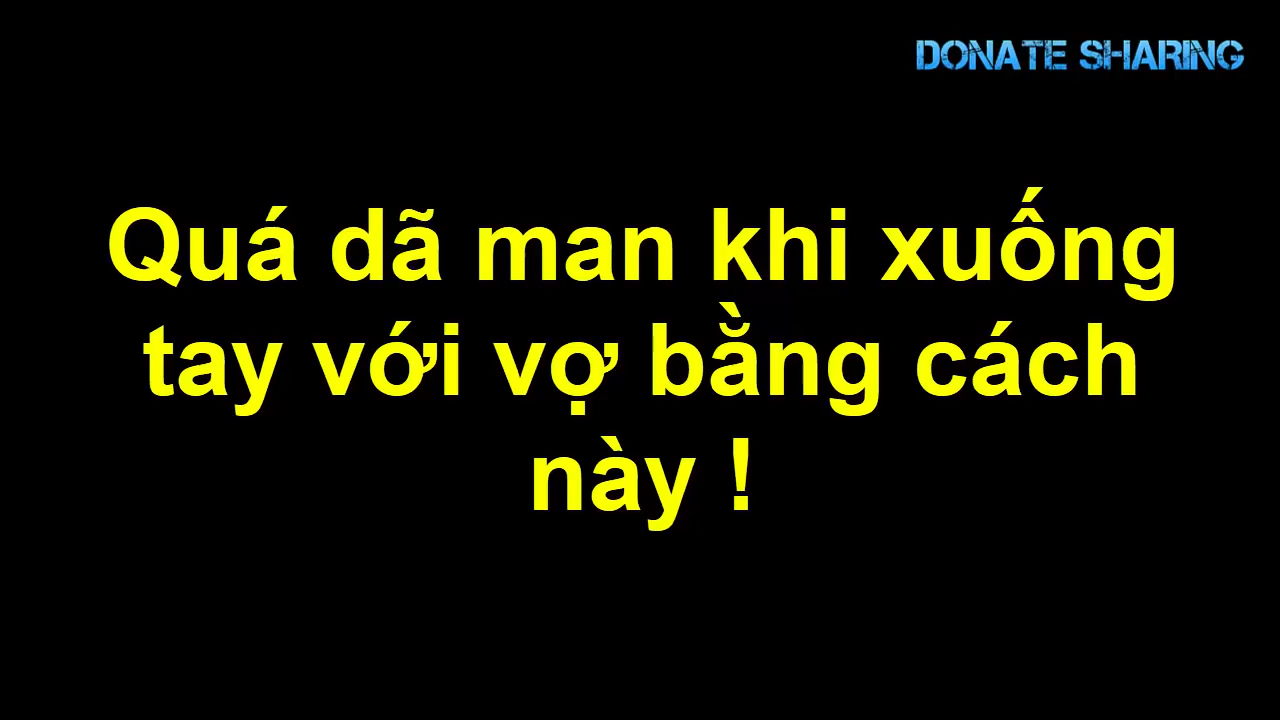 DONATE SHARING
Quá dã man khi xuống
tay với vợ bằng cách
này !